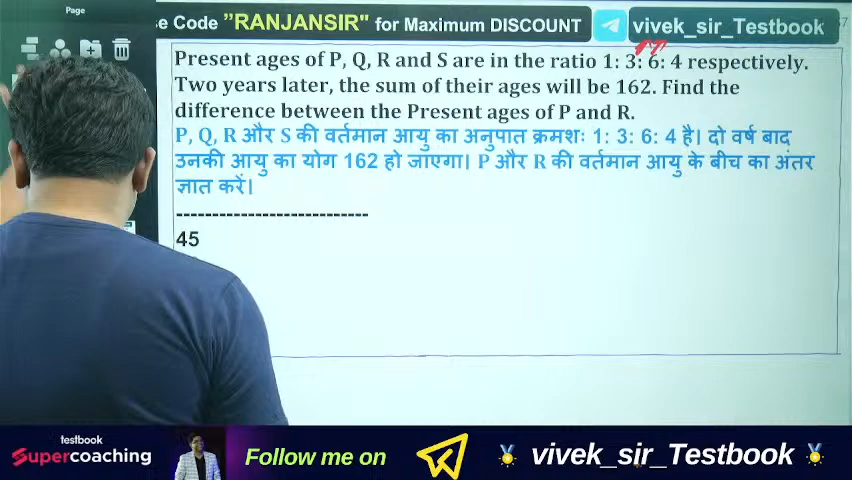 Page
e Code "RANJANSIR" for Maximum DISCOUNT
vivek_sir_Testbook
Present ages of P, Q, R and S are in the ratio 1: 3: 6: 4 respectively.
Two years later, the sum of their ages will be 162. Find the
difference between the Present ages of P and R.
P, Q, R और S की वर्तमान आयु का अनुपात क्रमशः 1: 3: 6: 4 है। दो वर्ष बाद
उनकी आयु का योग 162 हो जाएगा। P और R की वर्तमान आयु के बीच का अंतर
ज्ञात करें।
---------------------------
45
testbook
Supercoaching
Follow me on
vivek_sir_Testbook